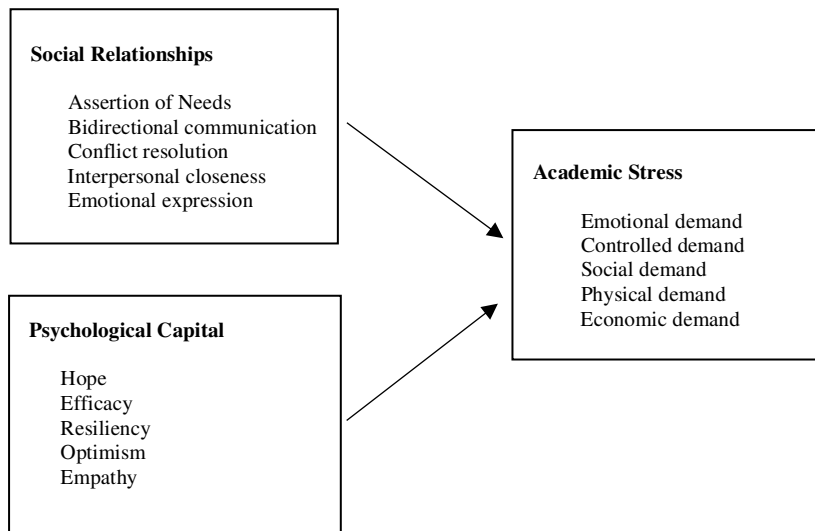 Social Relationships
Assertion of Needs
Bidirectional communication
Conflict resolution
Interpersonal closeness
Emotional expression
Academic Stress
Emotional demand
Controlled demand
Social demand
Physical demand
Economic demand
Psychological Capital
Hope
Efficacy
Resiliency
Optimism
Empathy